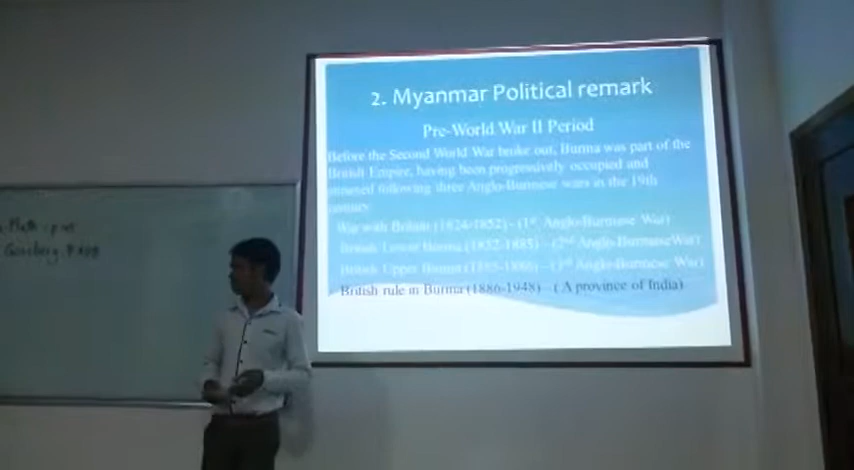 2. Myanmar Political remark
Pre-World War II Period
Before the Second World War broke out, Burma was part of the
British Empire, having been progressively occupied and
annexed following three Anglo-Burmese wars in the 19th
century
War with Britain (1824-1852) - (1st Anglo-Burmese War)
British Lower Burma (1852-1885) - (2nd Anglo-Burmese War)
British Upper Burma (1885-1886) - (3rd Anglo-Burmese War)
British rule in Burma (1886-1948) - ( A province of India)